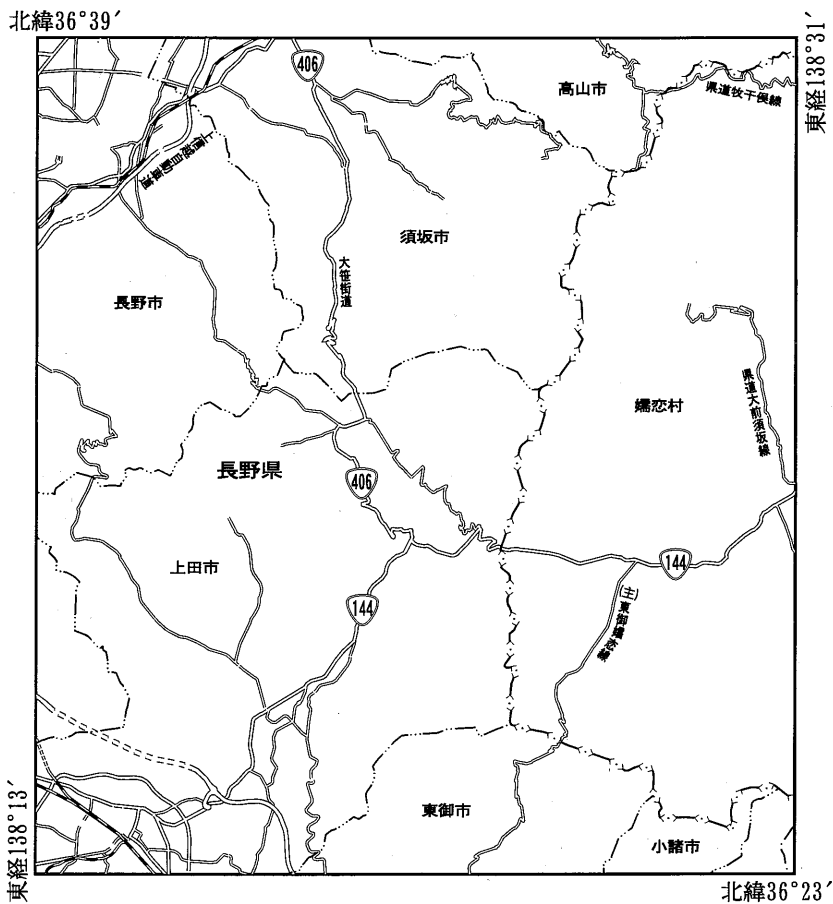 北緯36°39′
東経138°31′
406
高山市
県道牧干俣線
上信越自動車道
須坂市
大笹街道
長野市
嬬恋村
県道大前須坂線
長野県
406
上田市
144
144
(主)東御嬬恋線
東御市
小諸市
東経138°13′
北緯36°23′